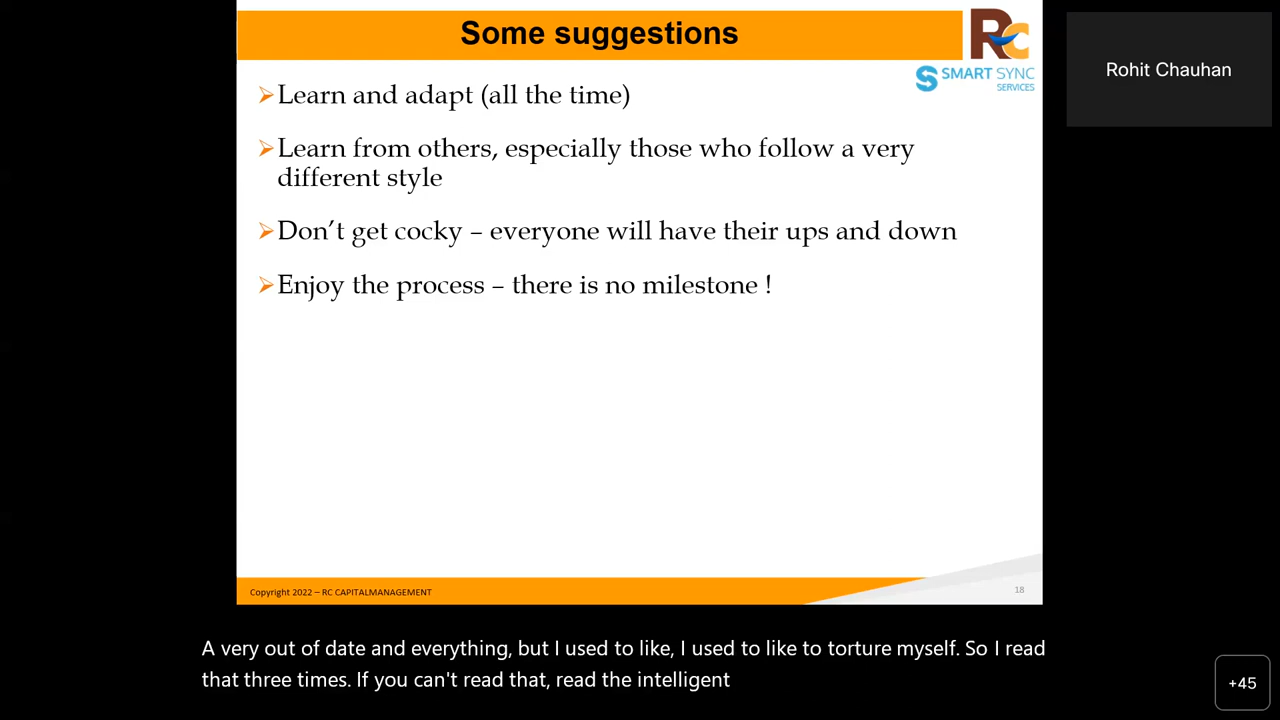 Some suggestions
Rc
SMART SYNC
SERVICES
Rohit Chauhan
➢Learn and adapt (all the time)
➢Learn from others, especially those who follow a very
different style
➢Don’t get cocky – everyone will have their ups and down
➢Enjoy the process – there is no milestone !
Copyright 2022 – RC CAPITALMANAGEMENT
18
A very out of date and everything, but I used to like, I used to like to torture myself. So I read
that three times. If you can't read that, read the intelligent
+45